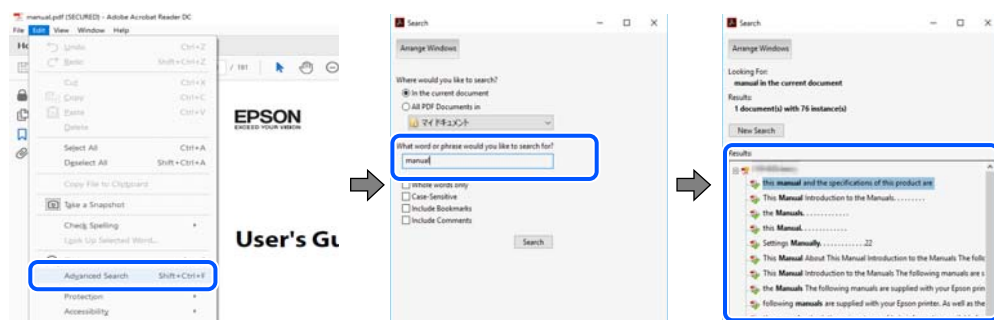 manual.pdf (SECURED) - Adobe Acrobat Reader DC
File Edit View Window Help
Undo Ctrl+Z
Redo Shift+Ctrl+Z
Cut Ctrl+X
Copy Ctrl+C
Paste Ctrl+V
Delete
Select All Ctrl+A
Deselect All Shift+Ctrl+A
Copy File to Clipboard
Take a Snapshot
Check Spelling
Look Up Selected Word...
Advanced Search Shift+Ctrl+F
Protection
Accessibility
/ 181
EPSON
EXCEED YOUR VISION
User's Gu
Search
Arrange Windows
Where would you like to search?
In the current document
All PDF Documents in
マイ ドキュメント
What word or phrase would you like to search for?
manual
Whole words only
Case-Sensitive
Include Bookmarks
Include Comments
Search
Search
Arrange Windows
Looking For:
manual in the current document
Results:
1 document(s) with 76 instance(s)
New Search
Results:
this manual and the specifications of this product are
This Manual Introduction to the Manuals. . . . . . . . .
the Manuals. . . . . . . . . . . .
this Manual. . . . . . . . . . . .
Settings Manually. . . . . . . . . . . .22
This Manual About This Manual Introduction to the Manuals The follo
This Manual Introduction to the Manuals The following manuals are s
the Manuals The following manuals are supplied with your Epson prin
following manuals are supplied with your Epson printer. As well as the